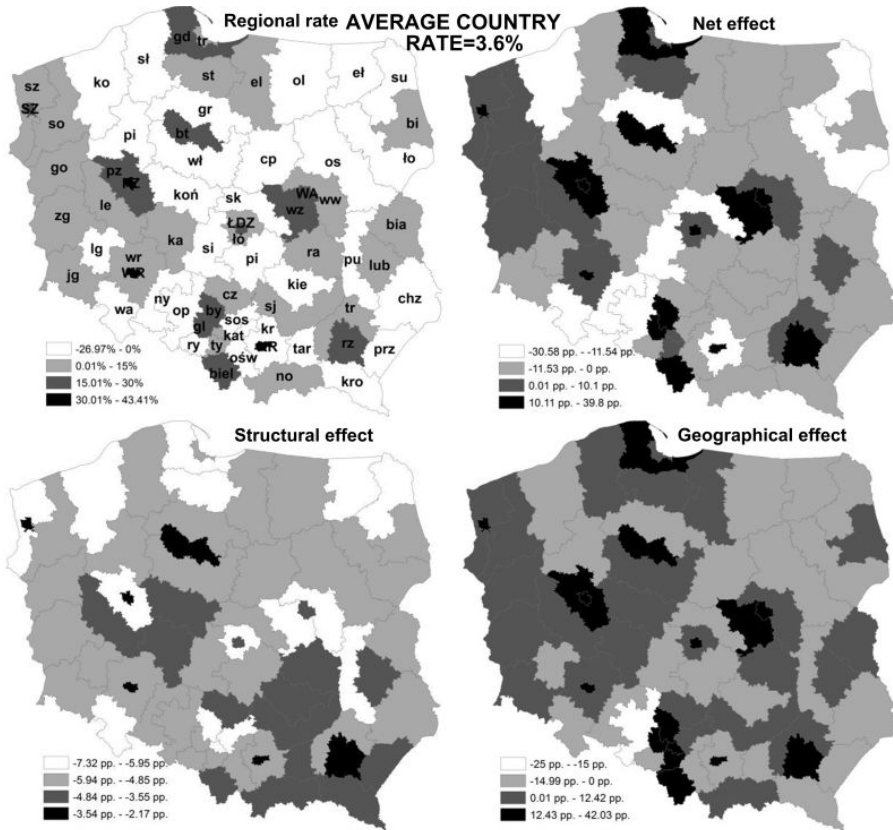 Regional rate
AVERAGE COUNTRY
RATE=3.6%
Net effect
gd
tr
sł
ko
sz
SZ
st
el
ol
eł
su
so
gr
bt
bi
pi
wł
cp
os
ło
go
pz
PZ
koń
sk
WA
ww
wz
zg
le
ka
ŁDZ
ło
bia
lg
wr
WR
si
pi
ra
pu
lub
jg
wa
ny
op
cz
kie
chz
by
gl
sos
kat
sj
tr
kr
KR
rz
ry
ty
ośw
tar
prz
biel
no
kro
-26.97% - 0%
0.01% - 15%
15.01% - 30%
30.01% - 43.41%
-30.58 pp. - -11.54 pp.
-11.53 pp. - 0 pp.
0.01 pp. - 10.1 pp.
10.11 pp. - 39.8 pp.
Structural effect
Geographical effect
-7.32 pp. - -5.95 pp.
-5.94 pp. - -4.85 pp.
-4.84 pp. - -3.55 pp.
-3.54 pp. - -2.17 pp.
-25 pp. - -15 pp.
-14.99 pp. - 0 pp.
0.01 pp. - 12.42 pp.
12.43 pp. - 42.03 pp.